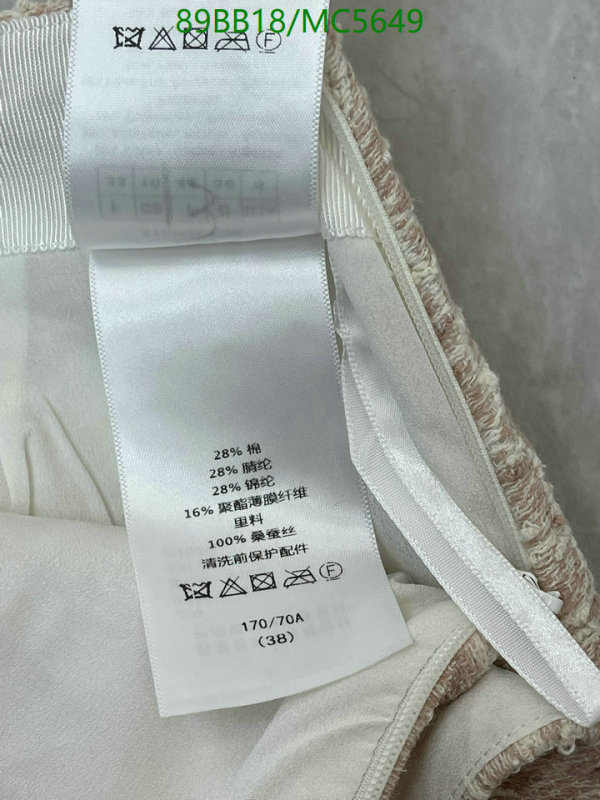 89BB18/MC5649
F
28% 棉
28% 腈纶
28% 锦纶
16% 聚酯薄膜纤维
里料
100% 桑蚕丝
清洗前保护配件
F
170/70A
(38)